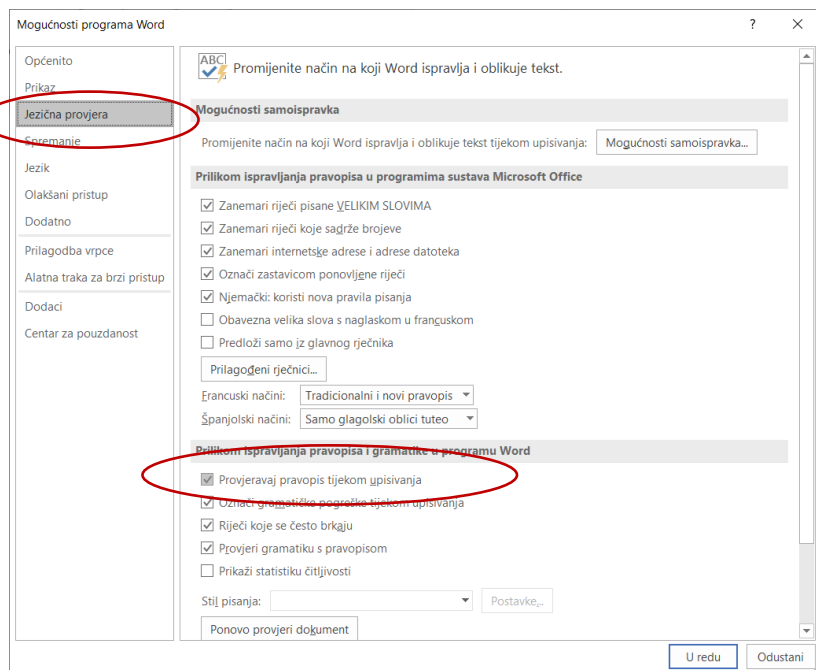 Mogućnosti programa Word
?
Općenito
Prikaz
Jezična provjera
Spremanje
Jezik
Olakšani pristup
Dodatno
Prilagodba vrpce
Alatna traka za brzi pristup
Dodaci
Centar za pouzdanost
ABC
Promijenite način na koji Word ispravlja i oblikuje tekst.
Mogućnosti samoispravka
Promijenite način na koji Word ispravlja i oblikuje tekst tijekom upisivanja:
Mogućnosti samoispravka...
Prilikom ispravljanja pravopisa u programima sustava Microsoft Office
Zanemari riječi pisane VELIKIM SLOVIMA
Zanemari riječi koje sadrže brojeve
Zanemari internetske adrese i adrese datoteka
Označi zastavicom ponovljene riječi
Njemački: koristi nova pravila pisanja
Obavezna velika slova s naglaskom u francuskom
Predloži samo iz glavnog rječnika
Prilagođeni rječnici...
Francuski načini: Tradicionalni i novi pravopis
Španjolski načini: Samo glagolski oblici tuteo
Prilikom ispravljanja pravopisa i gramatike u programu Word
Provjeravaj pravopis tijekom upisivanja
Označi gramatičke pogreške tijekom upisivanja
Riječi koje se često brkaju
Provjeri gramatiku s pravopisom
Prikaži statistiku čitljivosti
Stil pisanja:
Postavke...
Ponovo provjeri dokument
U redu
Odustani